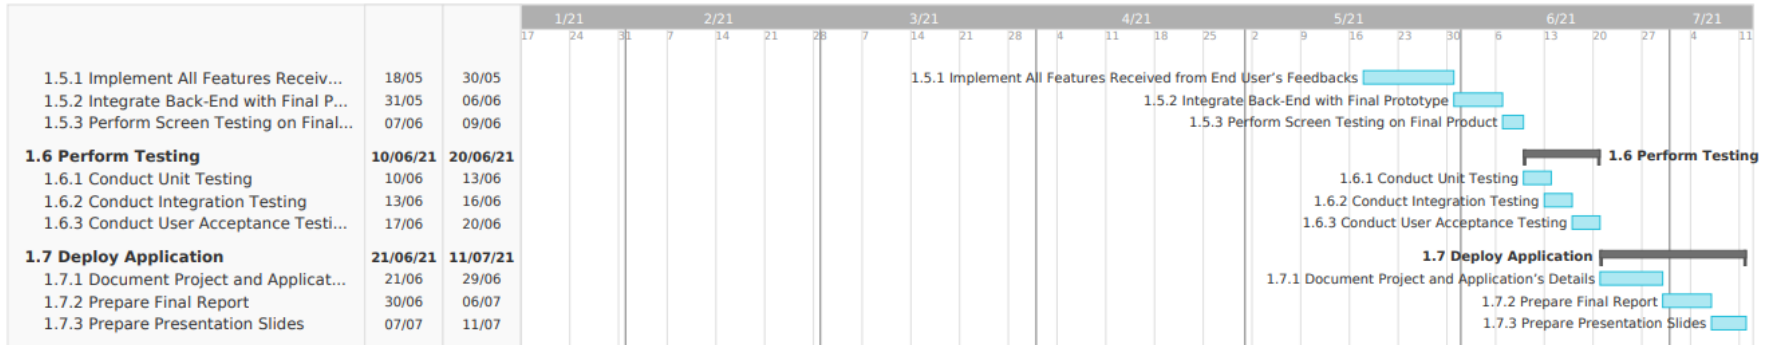 1/21 2/21 3/21 4/21 5/21 6/21 7/21
17 24 31 7 14 21 28 7 14 21 28 4 11 18 25 2 9 16 23 30 6 13 20 27 4 11
1.5.1 Implement All Features Receiv... 18/05 30/05 1.5.1 Implement All Features Received from End User's Feedbacks
1.5.2 Integrate Back-End with Final P... 31/05 06/06 1.5.2 Integrate Back-End with Final Prototype
1.5.3 Perform Screen Testing on Final... 07/06 09/06 1.5.3 Perform Screen Testing on Final Product
1.6 Perform Testing 10/06/21 20/06/21 1.6 Perform Testing
1.6.1 Conduct Unit Testing 10/06 13/06 1.6.1 Conduct Unit Testing
1.6.2 Conduct Integration Testing 13/06 16/06 1.6.2 Conduct Integration Testing
1.6.3 Conduct User Acceptance Testi... 17/06 20/06 1.6.3 Conduct User Acceptance Testing
1.7 Deploy Application 21/06/21 11/07/21 1.7 Deploy Application
1.7.1 Document Project and Applicat... 21/06 29/06 1.7.1 Document Project and Application's Details
1.7.2 Prepare Final Report 30/06 06/07 1.7.2 Prepare Final Report
1.7.3 Prepare Presentation Slides 07/07 11/07 1.7.3 Prepare Presentation Slides